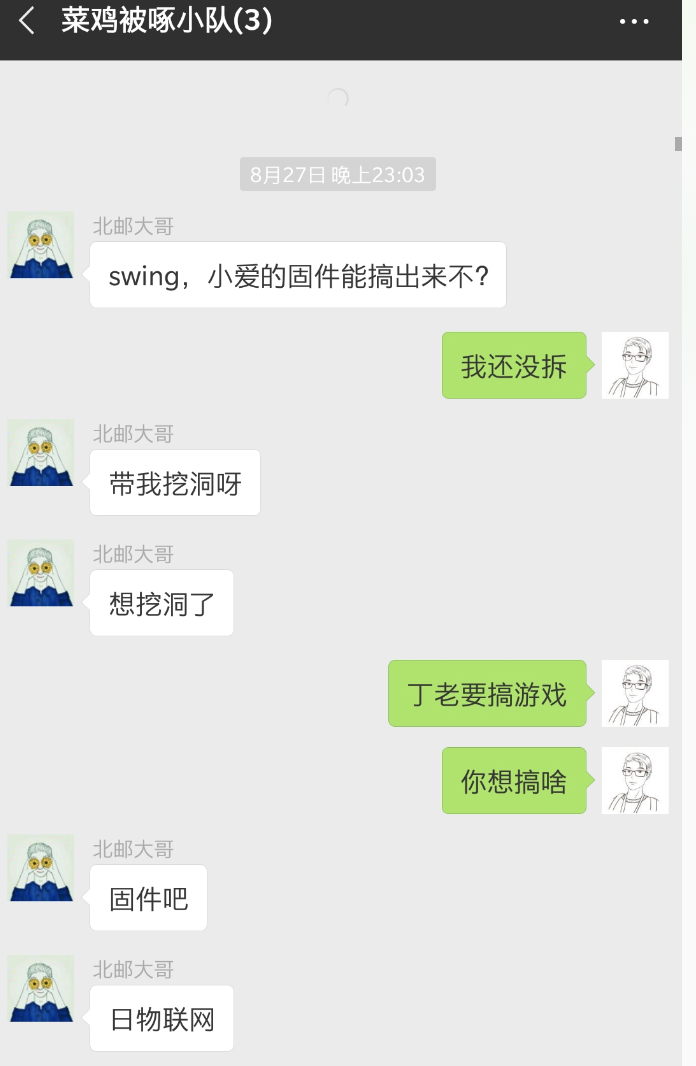 菜鸡被啄小队(3)
8月27日 晚上23:03
北邮大哥
swing，小爱的固件能搞出来不?
我还没拆
北邮大哥
带我挖洞呀
北邮大哥
想挖洞了
丁老要搞游戏
你想搞啥
北邮大哥
固件吧
北邮大哥
日物联网